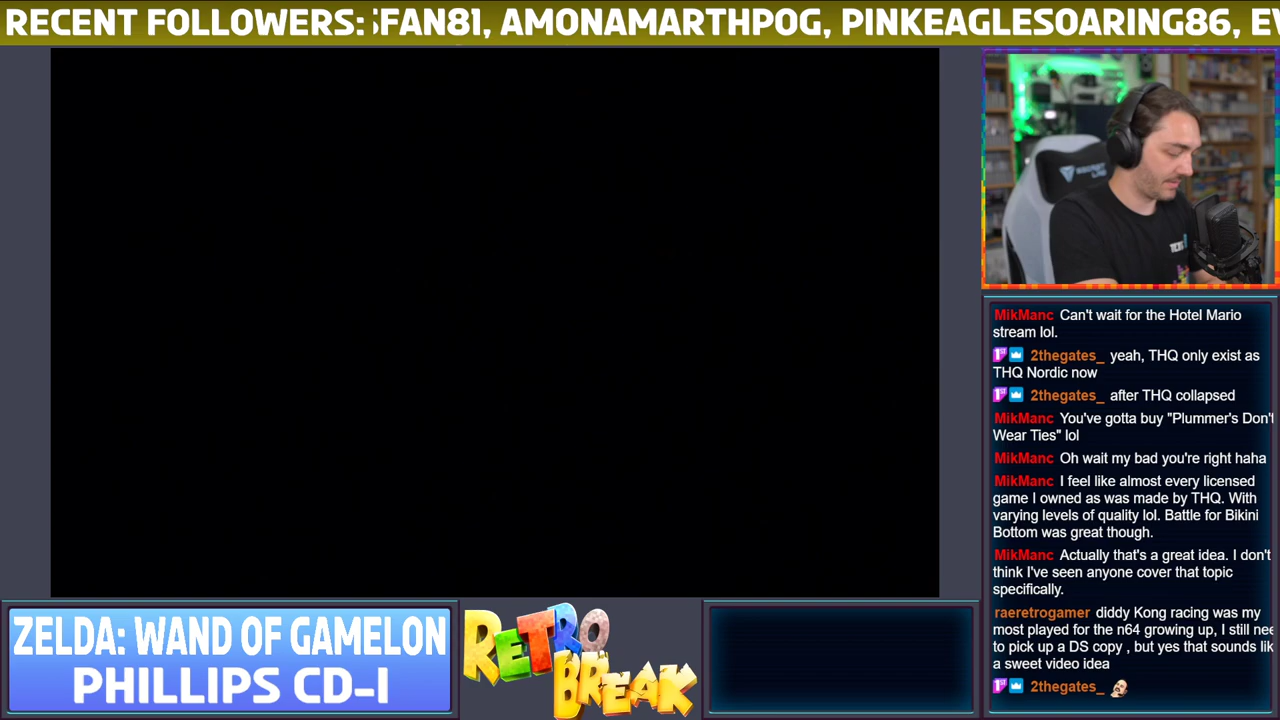 RECENT FOLLOWERS: SFAN81, AMONAMARTHPOG, PINKEAGLESOARING86, EV
MikManc Can't wait for the Hotel Mario
stream lol.
2thegates_ yeah, THQ only exist as
THQ Nordic now
2thegates_ after THQ collapsed
MikManc You've gotta buy "Plummer's Don't
Wear Ties" lol
MikManc Oh wait my bad you're right haha
MikManc I feel like almost every licensed
game I owned as was made by THQ. With
varying levels of quality lol. Battle for Bikini
Bottom was great though.
MikManc Actually that's a great idea. I don't
think I've seen anyone cover that topic
specifically.
raeretrogamer diddy Kong racing was my
most played for the n64 growing up, I still nee
to pick up a DS copy , but yes that sounds lik
a sweet video idea
2thegates_
ZELDA: WAND OF GAMELON
PHILLIPS CD-I
RETRO
BREAK